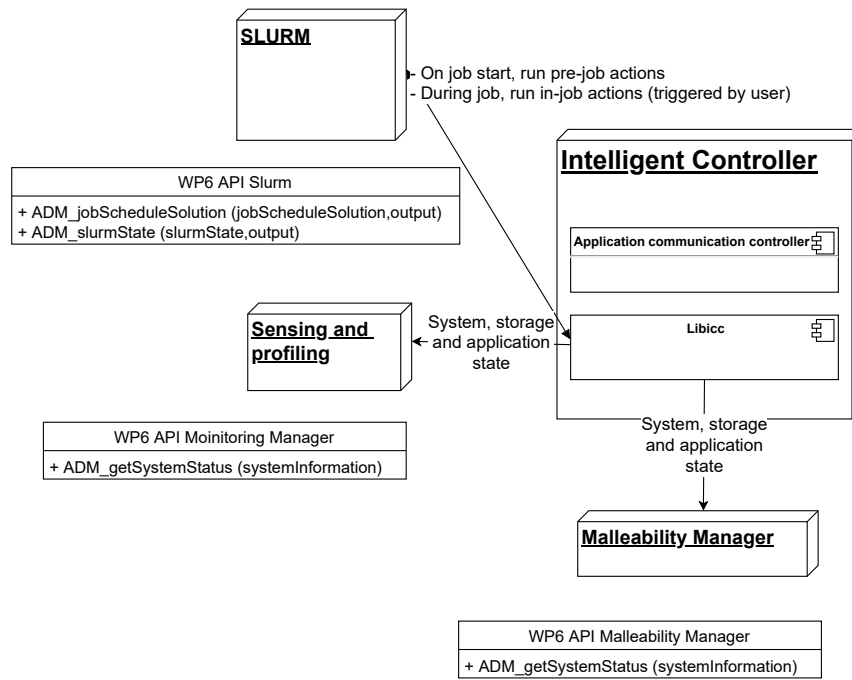 SLURM
- On job start, run pre-job actions
- During job, run in-job actions (triggered by user)
Intelligent Controller
WP6 API Slurm
+ ADM_jobScheduleSolution (jobScheduleSolution,output)
+ ADM_slurmState (slurmState,output)
Application communication controller
Sensing and
profiling
System, storage
and application
state
Libicc
WP6 API Moinitoring Manager
+ ADM_getSystemStatus (systemInformation)
System, storage
and application
state
Malleability Manager
WP6 API Malleability Manager
+ ADM_getSystemStatus (systemInformation)